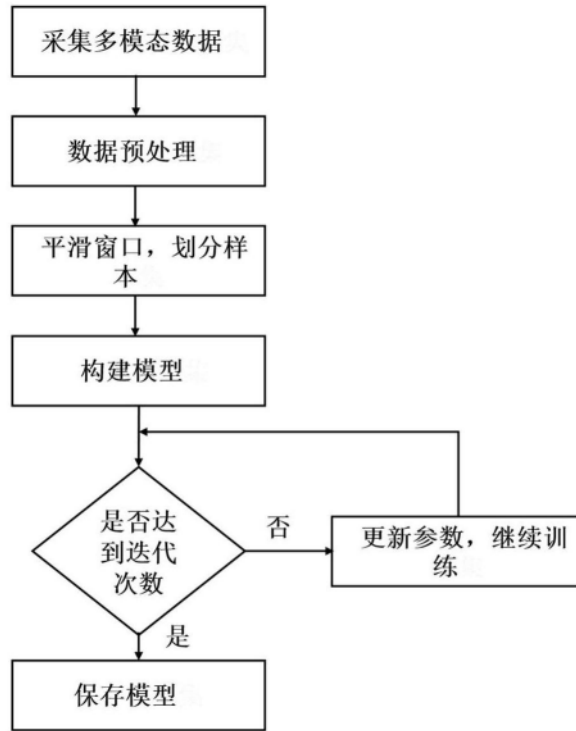 采集多模态数据
数据预处理
平滑窗口，划分样
本
构建模型
是否达
到迭代
次数
否
更新参数，继续训
练
是
保存模型